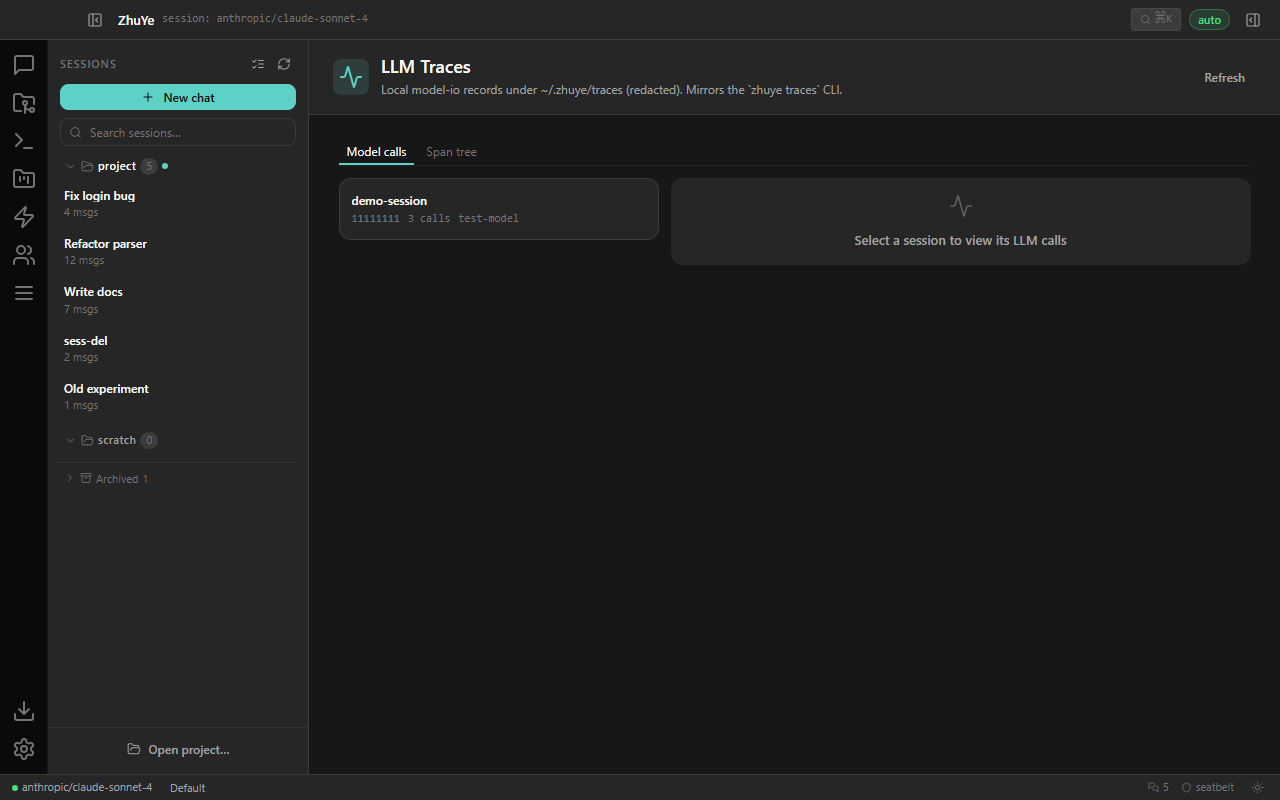 ZhuYe session: anthropic/claude-sonnet-4
⌘K
auto
SESSIONS
+ New chat
Search sessions...
project 5
Fix login bug
4 msgs
Refactor parser
12 msgs
Write docs
7 msgs
sess-del
2 msgs
Old experiment
1 msgs
scratch 0
Archived 1
Open project...
LLM Traces
Local model-io records under ~/.zhuye/traces (redacted). Mirrors the `zhuye traces` CLI.
Refresh
Model calls
Span tree
demo-session
11111111 3 calls test-model
Select a session to view its LLM calls
anthropic/claude-sonnet-4
Default
5
seatbelt